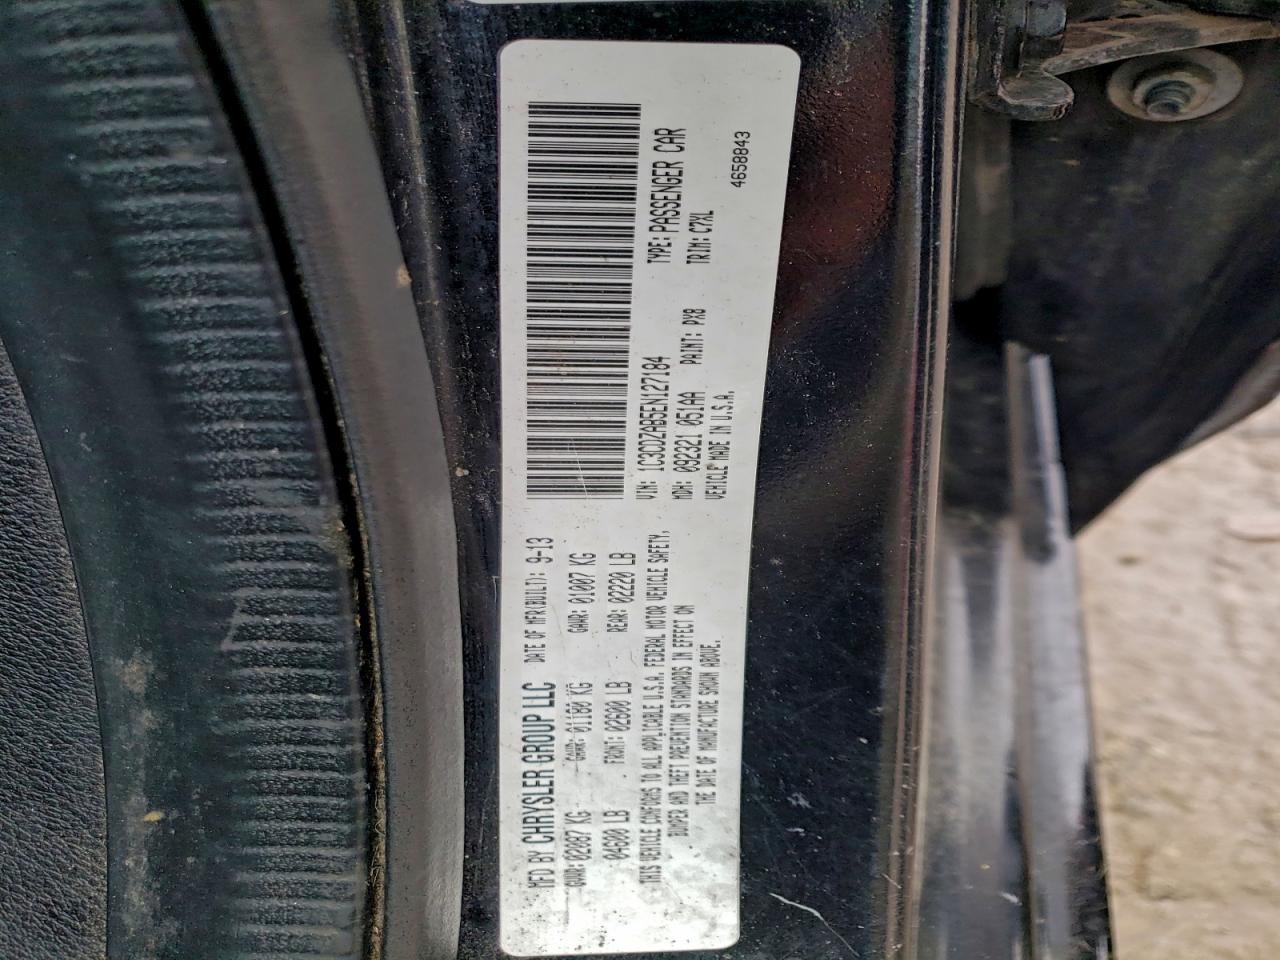 MFD BY CHRYSLER GROUP LLC DATE OF MFR(BUILT): 9-13
GVWR: 02087 KG GAWR: 01180 KG GAWR: 01007 KG
04600 LB FRONT: 02600 LB REAR: 02220 LB
THIS VEHICLE CONFORMS TO ALL APPLICABLE U.S.A. FEDERAL MOTOR VEHICLE SAFETY,
BUMPER AND THEFT PREVENTION STANDARDS IN EFFECT ON
THE DATE OF MANUFACTURE SHOWN ABOVE.
VIN: 1C3CDZAB5EN127184 TYPE: PASSENGER CAR
MDH: 092321 051AA PAINT: PX8 TRIM: C7XL
VEHICLE MADE IN U.S.A.
4658843